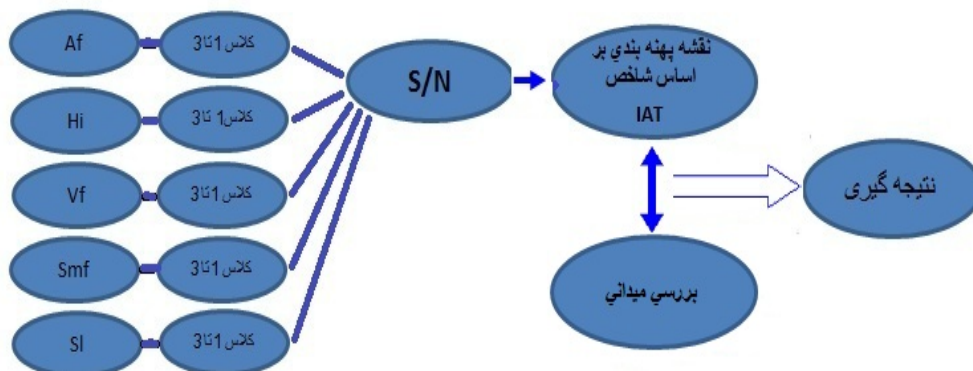 Af
کلاس 1 تا 3
Hi
کلاس 1 تا 3
Vf
کلاس 1 تا 3
Smf
کلاس 1 تا 3
Sl
کلاس 1 تا 3
S/N
نقشه پهنه بندي بر
اساس شاخص
IAT
بررسي ميداني
نتیجه گیری